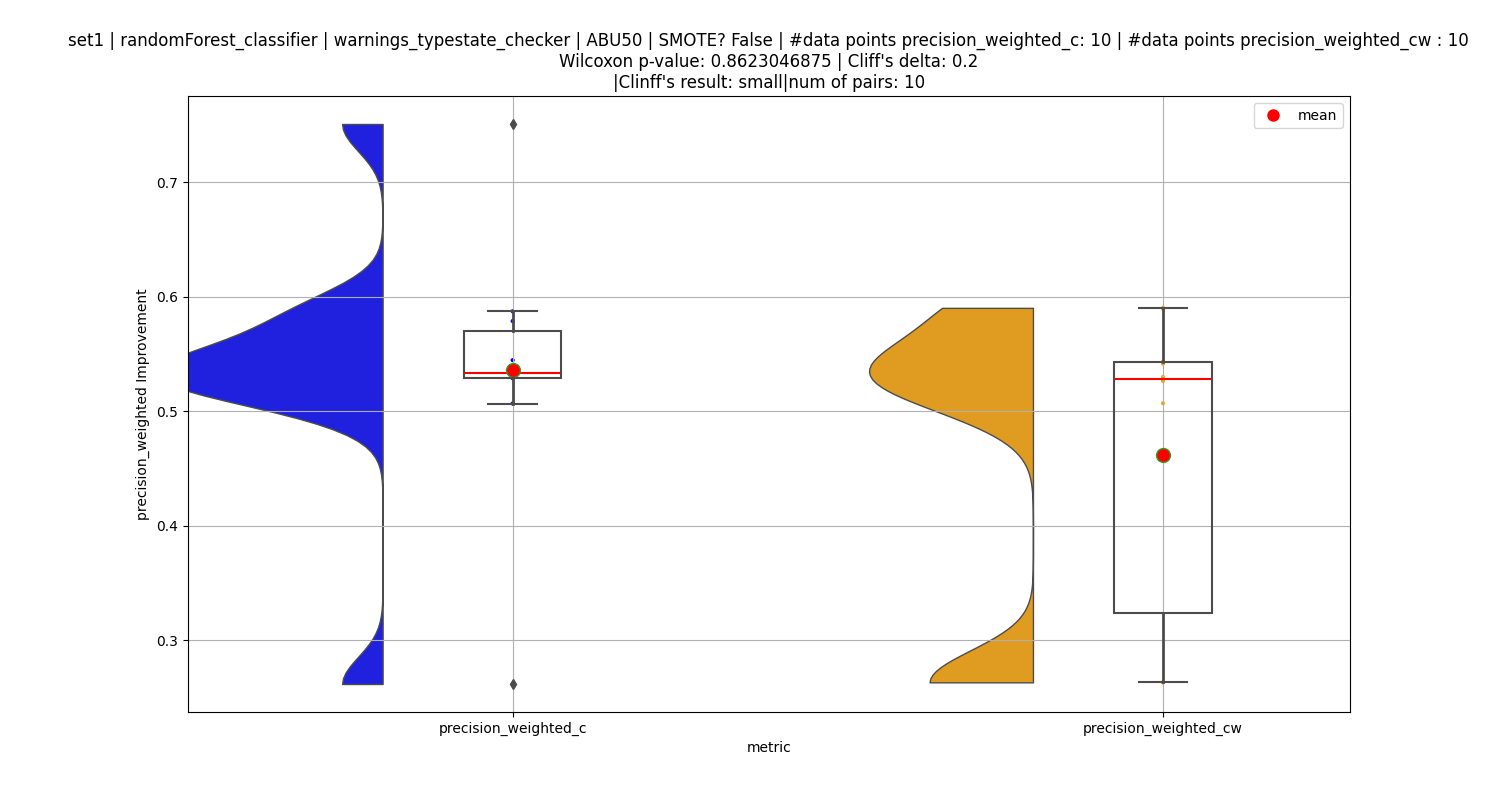 set1 | randomForest_classifier | warnings_typestate_checker | ABU50 | SMOTE? False | #data points precision_weighted_c: 10 | #data points precision_weighted_cw : 10
Wilcoxon p-value: 0.8623046875 | Cliff's delta: 0.2
|Clinff's result: small|num of pairs: 10
mean
0.7
0.6
0.5
0.4
0.3
precision_weighted Improvement
precision_weighted_c
precision_weighted_cw
metric